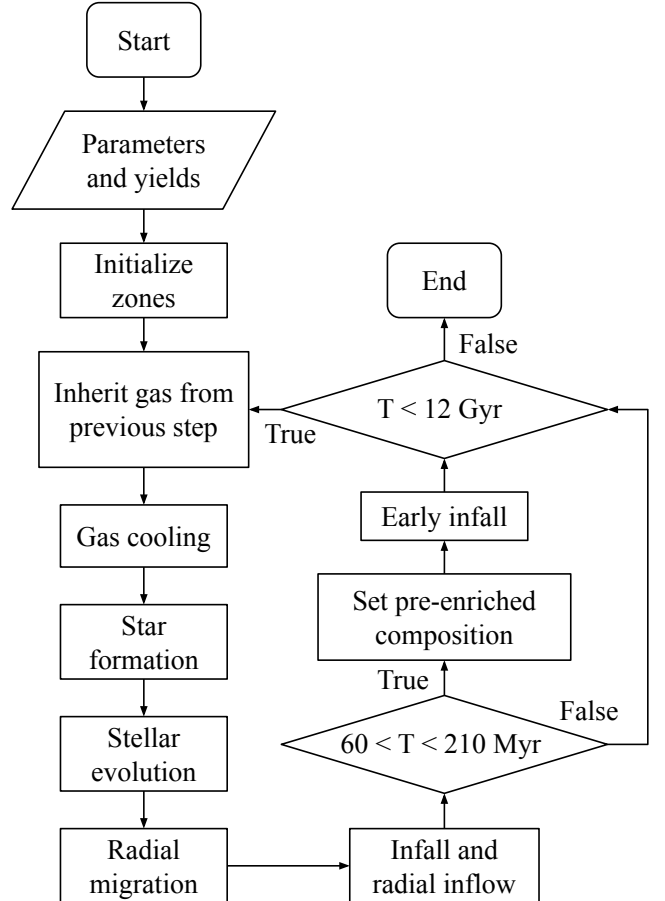 Start
Parameters
and yields
Initialize
zones
Inherit gas from
previous step
Gas cooling
Star
formation
Stellar
evolution
Radial
migration
Infall and
radial inflow
60 < T < 210 Myr
True
False
Set pre-enriched
composition
Early infall
T < 12 Gyr
True
False
End